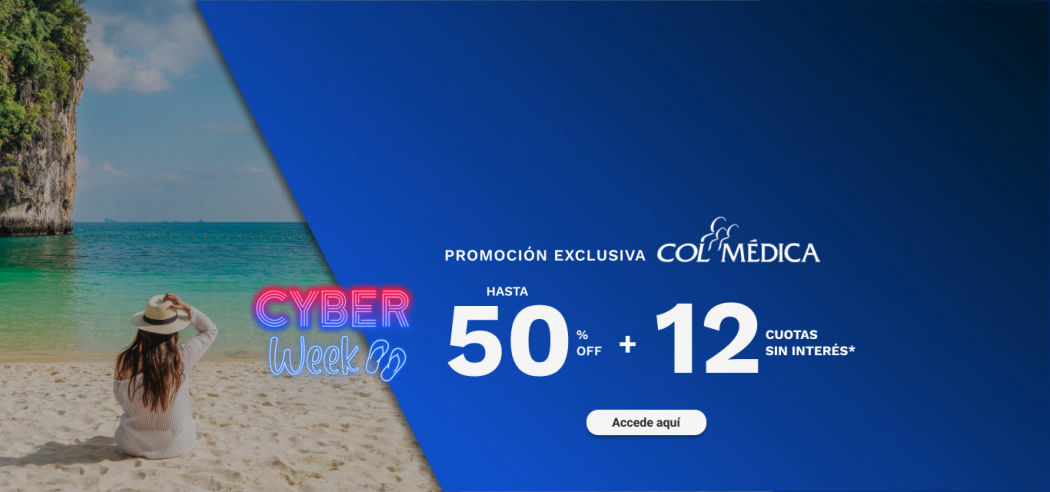 PROMOCIÓN EXCLUSIVA COLMÉDICA
CYBER
Week
HASTA
50 % OFF + 12 CUOTAS SIN INTERÉS*
Accede aquí